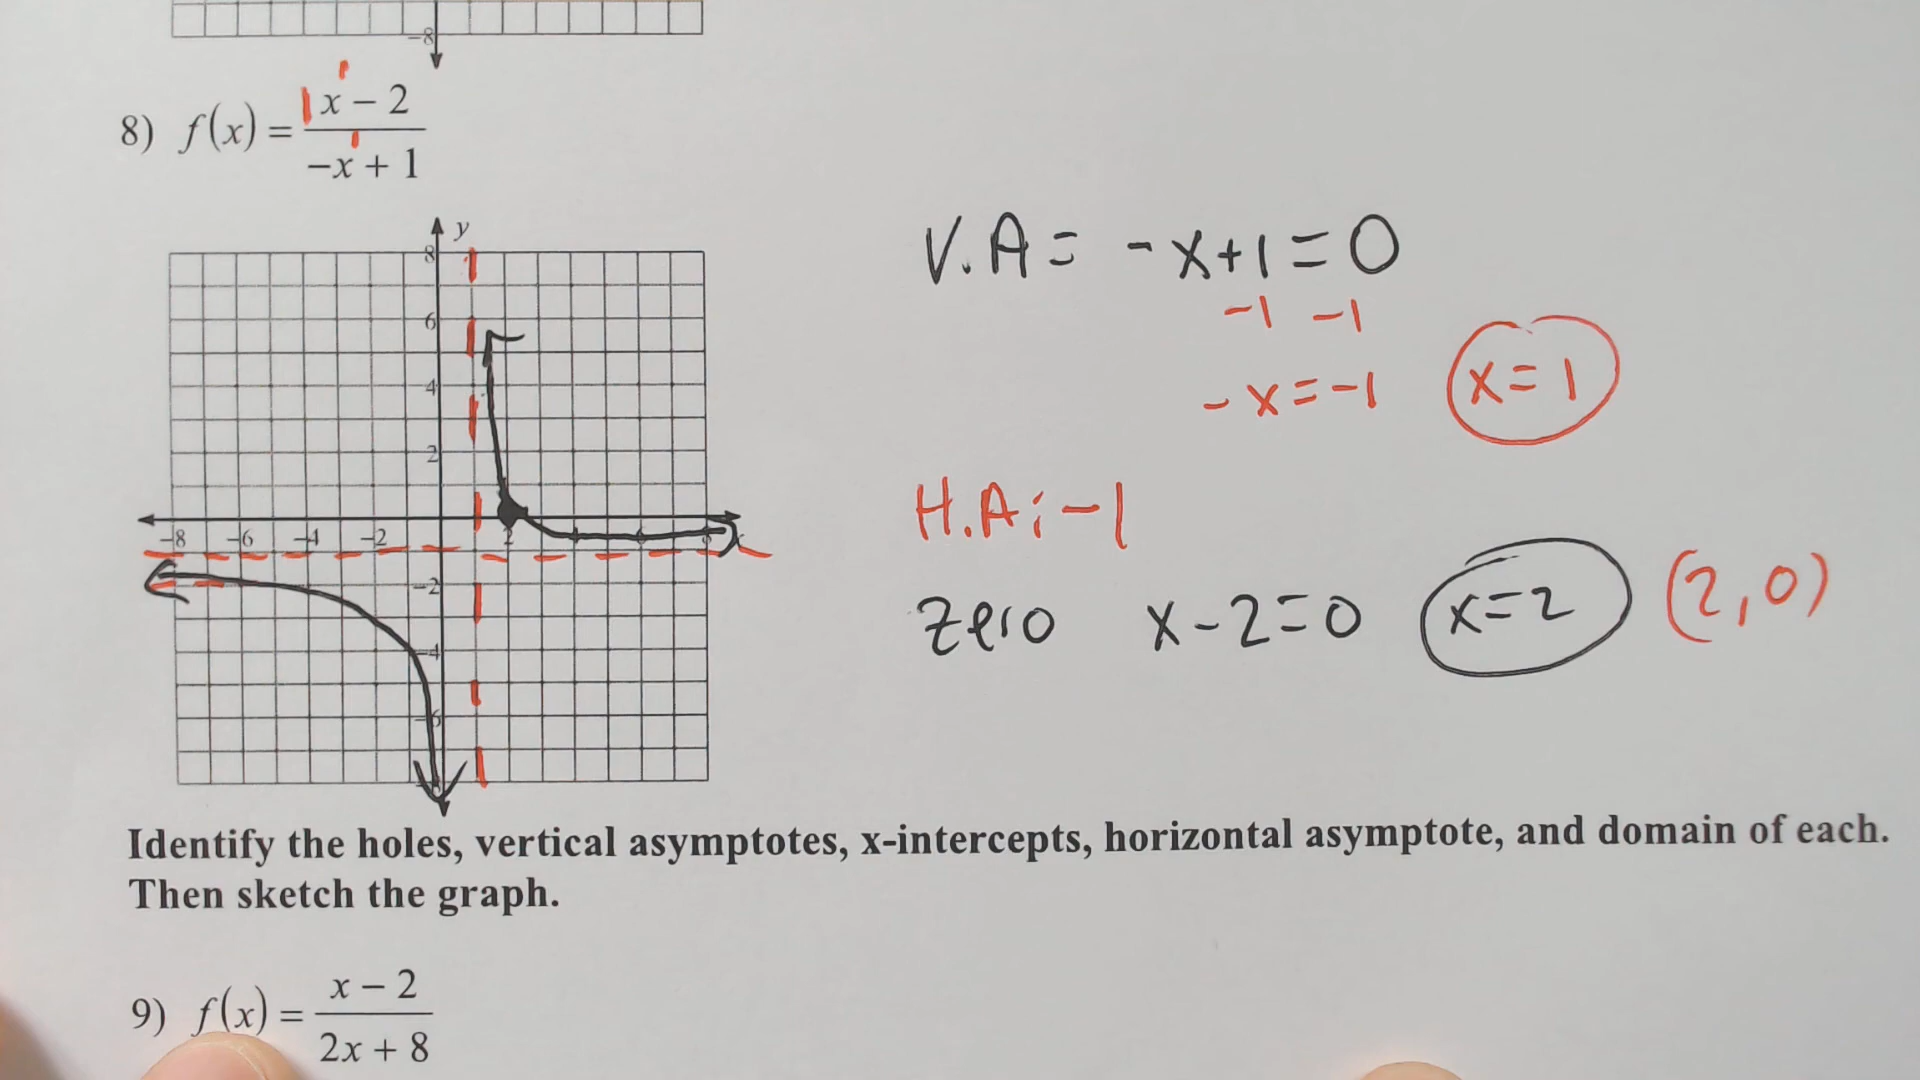 -8
8) f(x) = x - 2 / -x + 1
y
8
6
4
2
-8 -6 -4 -2 2
-2
-4
-6
V.A = -x+1=0
-1 -1
-x=-1 x=1
H.A: -1
Zero x-2=0 x=2 (2,0)
Identify the holes, vertical asymptotes, x-intercepts, horizontal asymptote, and domain of each.
Then sketch the graph.
9) f(x) = x - 2 / 2x + 8